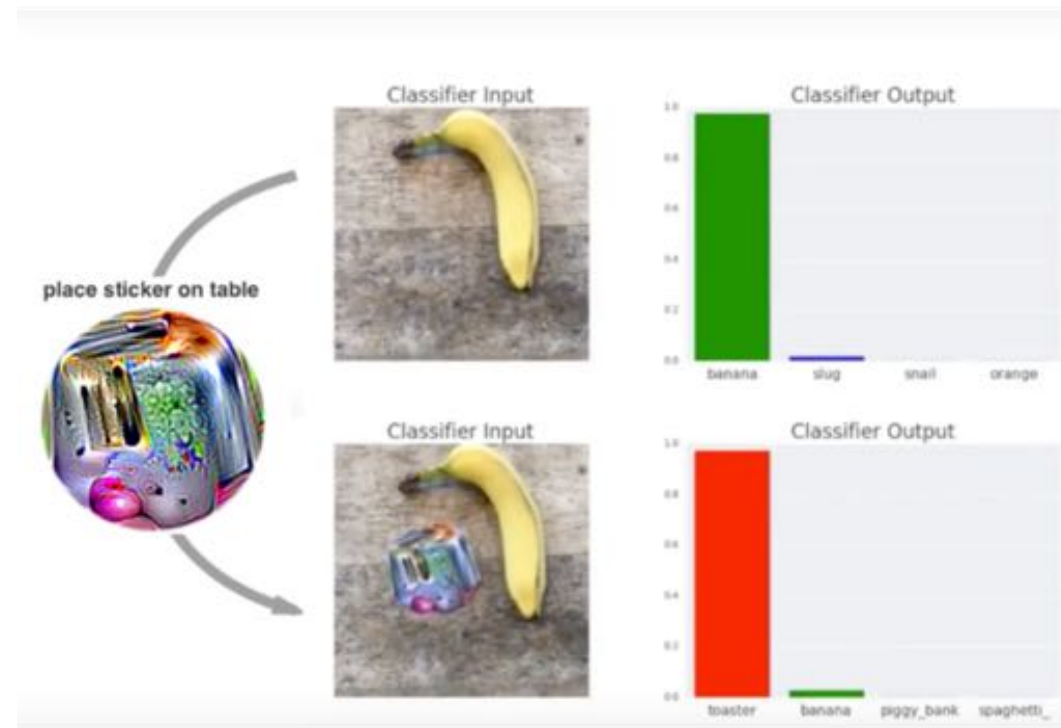 Classifier Input
Classifier Output
1.0
0.8
0.6
0.4
0.2
0.0
banana slug snail orange
place sticker on table
Classifier Input
Classifier Output
1.0
0.8
0.6
0.4
0.2
0.0
toaster banana piggy_bank spaghetti_